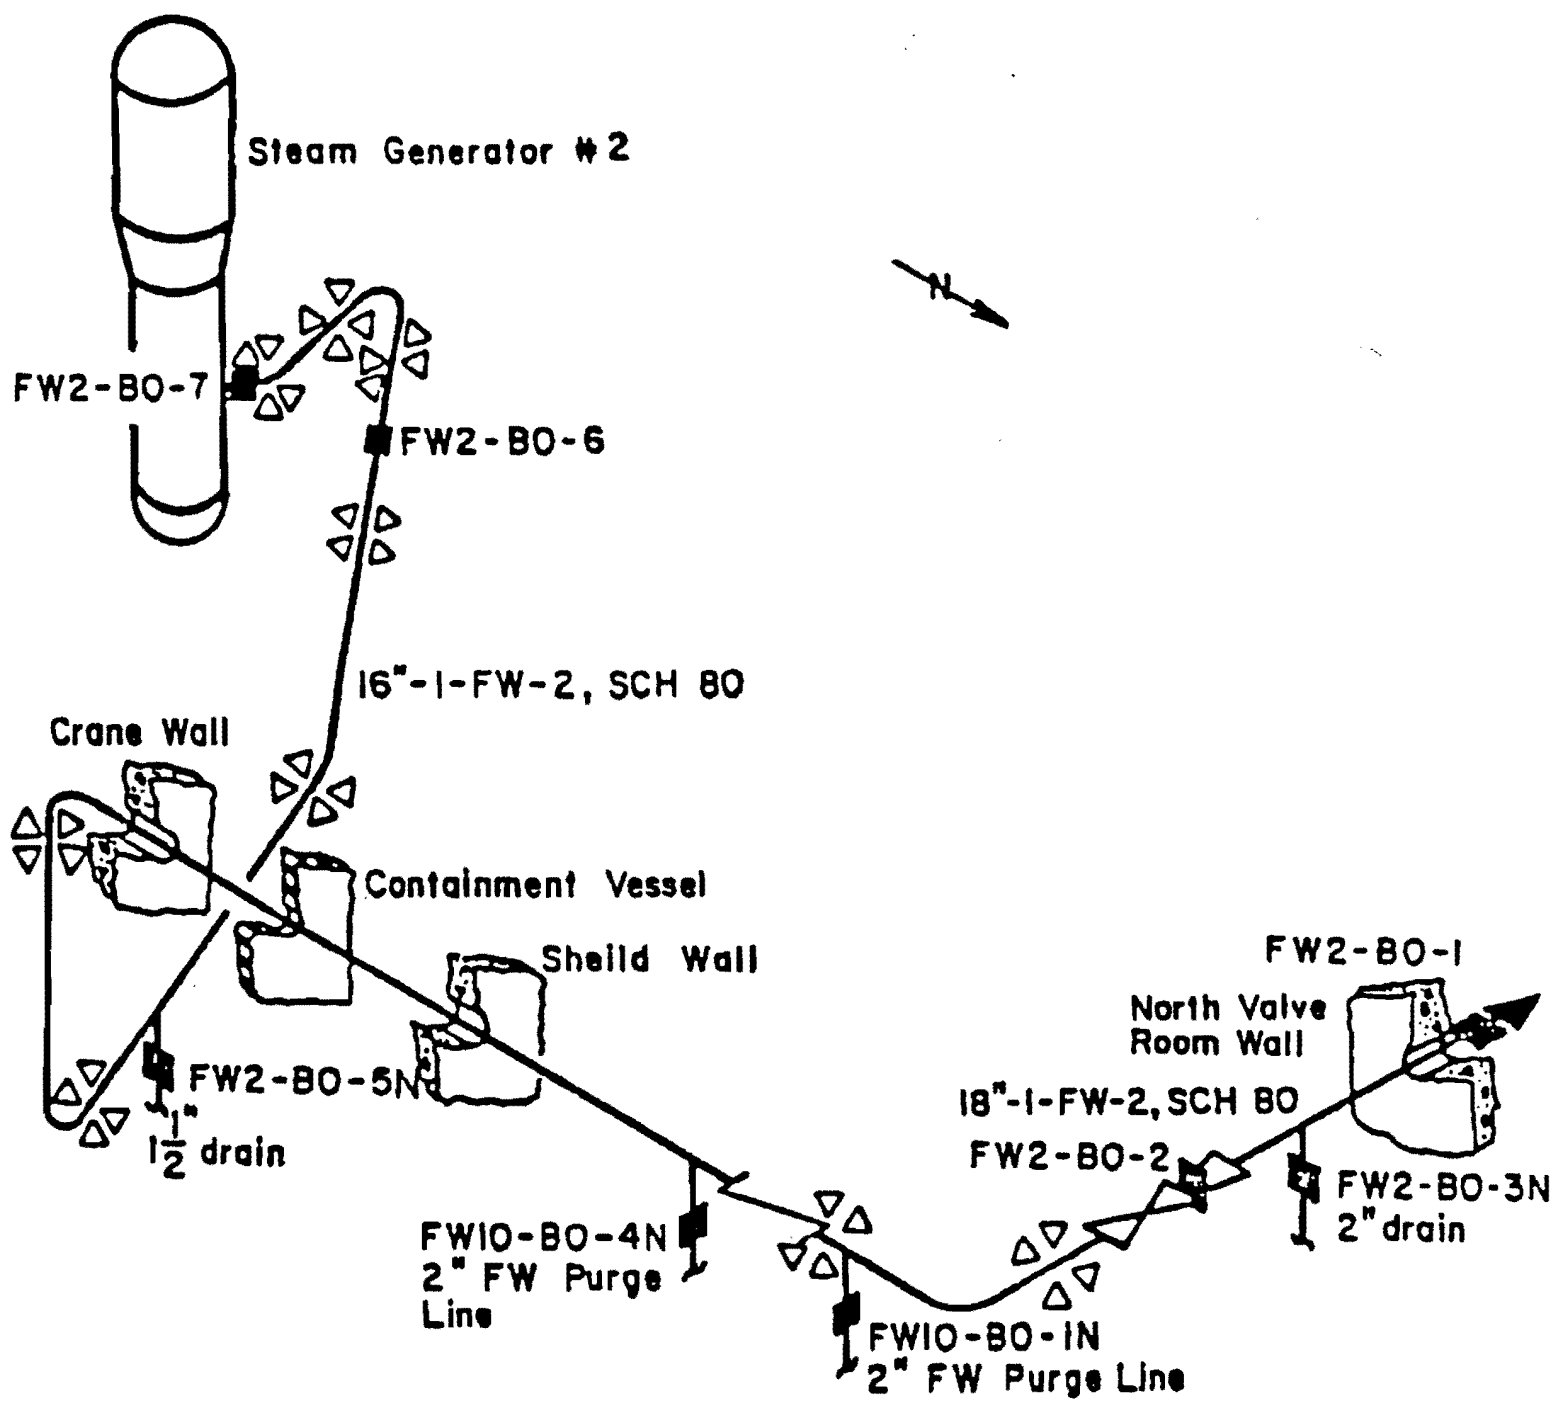 Steam Generator #2
N
FW2-BO-7
FW2-BO-6
16"-1-FW-2, SCH 80
Crane Wall
Containment Vessel
Sheild Wall
FW2-BO-1
North Valve
Room Wall
18"-1-FW-2, SCH 80
FW2-BO-5N
1 1/2" drain
FW2-BO-2
FW2-BO-3N
2" drain
FW10-BO-4N
2" FW Purge
Line
FW10-BO-1N
2" FW Purge Line